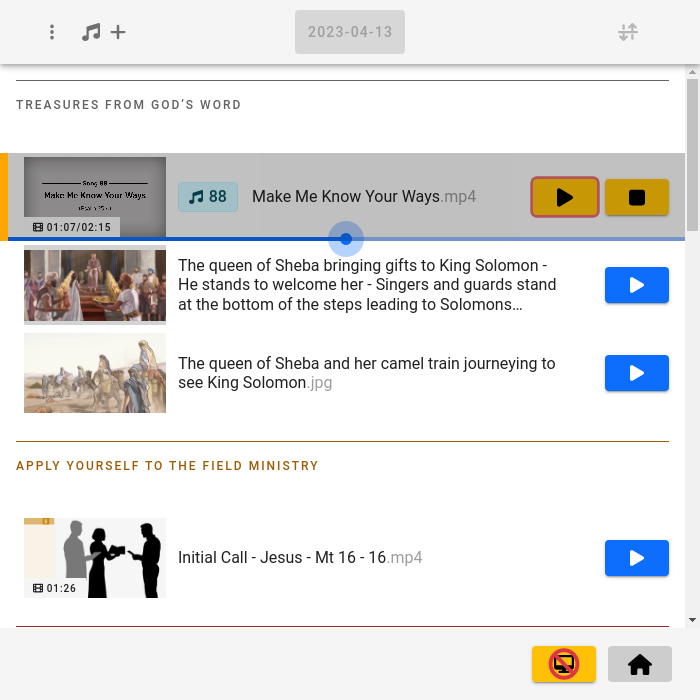 2023-04-13
TREASURES FROM GOD'S WORD
Song 88
Make Me Know Your Ways
(Psalm 25:4)
01:07/02:15
88
Make Me Know Your Ways.mp4
The queen of Sheba bringing gifts to King Solomon -
He stands to welcome her - Singers and guards stand
at the bottom of the steps leading to Solomons…
The queen of Sheba and her camel train journeying to
see King Solomon.jpg
APPLY YOURSELF TO THE FIELD MINISTRY
01:26
Initial Call - Jesus - Mt 16 - 16.mp4